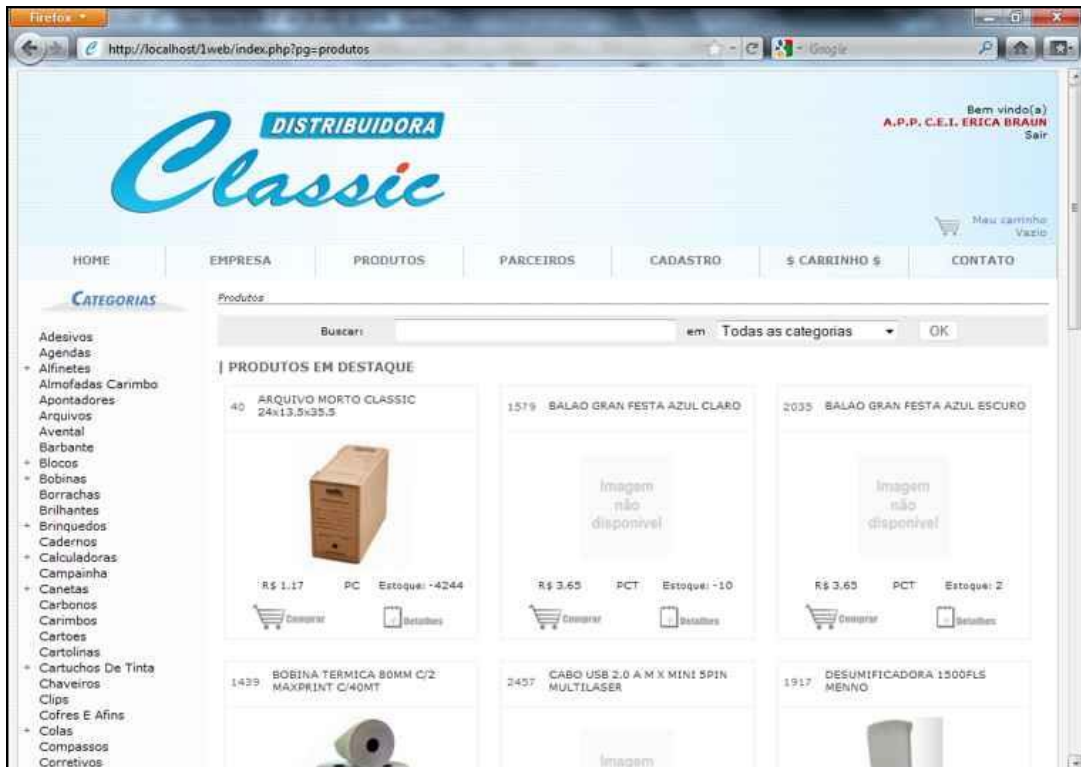 Firefox
http://localhost/1web/index.php?pg=produtos
Google
DISTRIBUIDORA
Classic
Bem vindo(a)
A.P.P. C.E.I. ERICA BRAUN
Sair
Meu carrinho
Vazio
HOME EMPRESA PRODUTOS PARCEIROS CADASTRO $ CARRINHO $ CONTATO
CATEGORIAS
Adesivos
Agendas
+ Alfinetes
Almofadas Carimbo
Apontadores
Arquivos
Avental
Barbante
+ Blocos
+ Bobinas
Borrachas
Brilhantes
+ Brinquedos
Cadernos
+ Calculadoras
Campainha
+ Canetas
Carbonos
Carimbos
Cartoes
Cartolinas
+ Cartuchos De Tinta
Chaveiros
Clips
Cofres E Afins
+ Colas
Compassos
Corretivos
Produtos
Buscar: em Todas as categorias OK
| PRODUTOS EM DESTAQUE
40 ARQUIVO MORTO CLASSIC
24x13.5x35.5
R$ 1.17 PC Estoque: -4244
Comprar Detalhes
1579 BALAO GRAN FESTA AZUL CLARO
Imagem
não
disponível
R$ 3.65 PCT Estoque: -10
Comprar Detalhes
2035 BALAO GRAN FESTA AZUL ESCURO
Imagem
não
disponível
R$ 3.65 PCT Estoque: 2
Comprar Detalhes
1439 BOBINA TERMICA 80MM C/2
MAXPRINT C/40MT
2457 CABO USB 2.0 A M X MINI 5PIN
MULTILASER
Imagem
1917 DESUMIFICADORA 1500FLS
MENNO